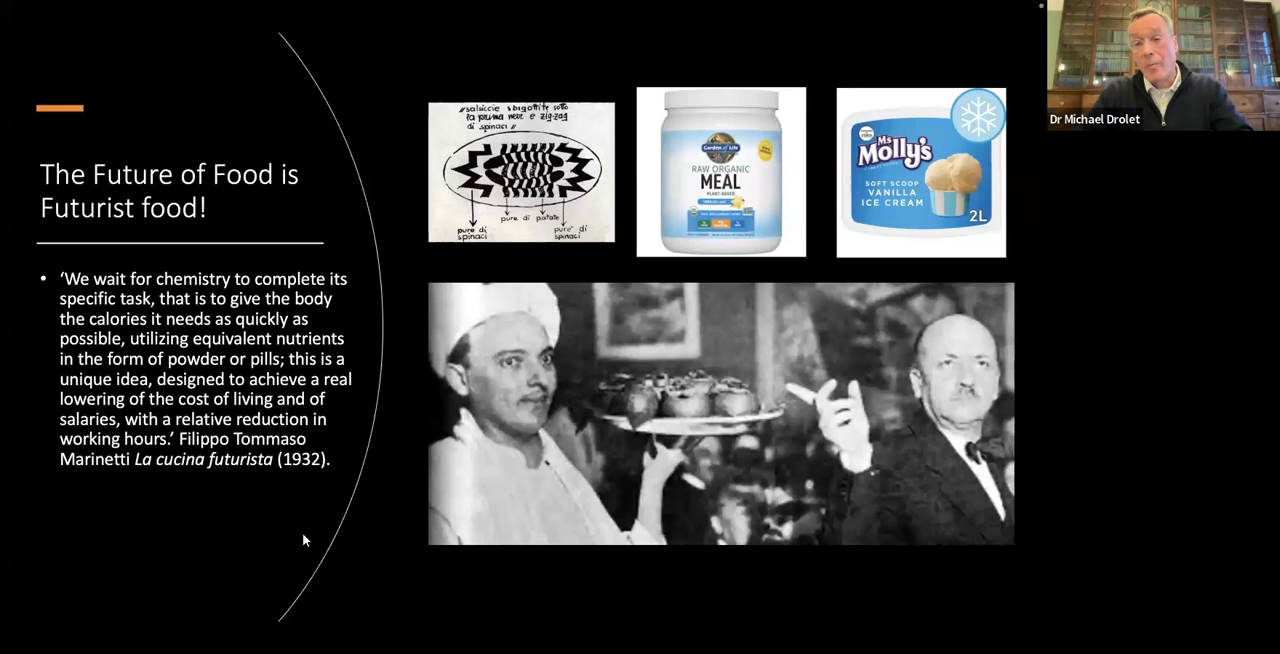 The Future of Food is
Futurist food!
• ‘We wait for chemistry to complete its
specific task, that is to give the body
the calories it needs as quickly as
possible, utilizing equivalent nutrients
in the form of powder or pills; this is a
unique idea, designed to achieve a real
lowering of the cost of living and of
salaries, with a relative reduction in
working hours.’ Filippo Tommaso
Marinetti La cucina futurista (1932).
"salsiccie sbigottite sotto
la prima neve e zig-zag
di spinaci"
pure di
spinaci
pure di patate
pure' di
spinaci
Garden of Life
RAW ORGANIC
MEAL
PLANT-BASED
Ms
Molly's
SOFT SCOOP
VANILLA
ICE CREAM
2L
Dr Michael Drolet